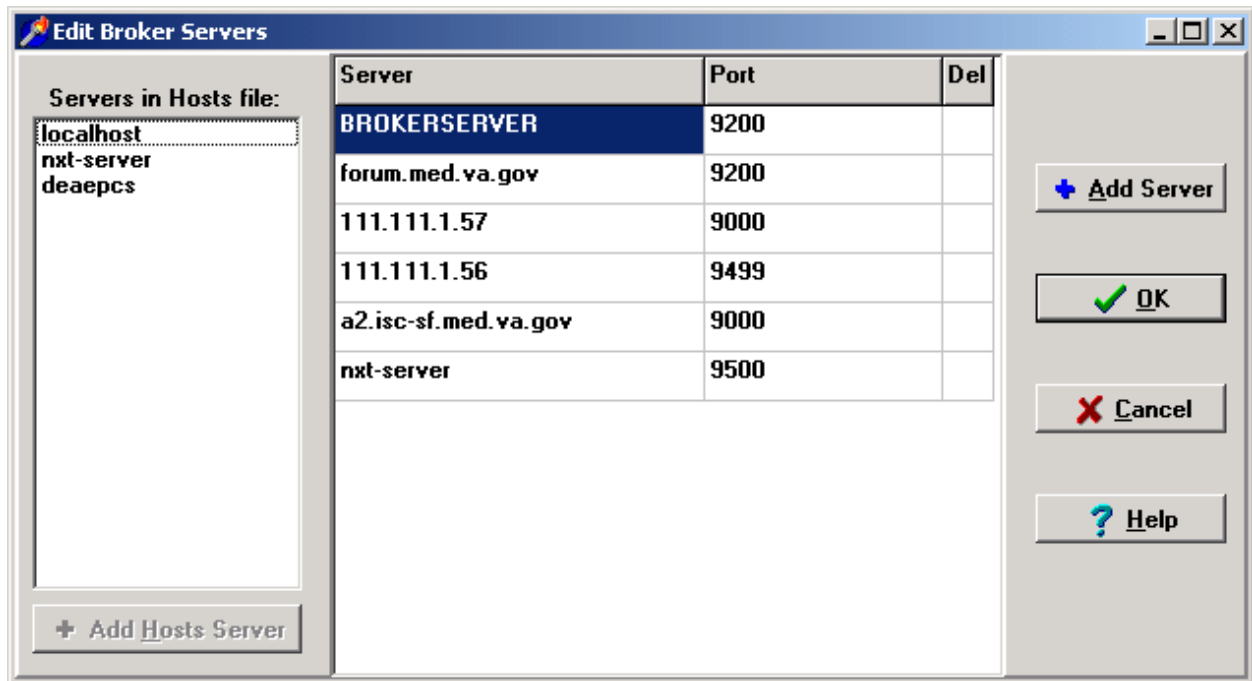 Edit Broker Servers
Servers in Hosts file:
localhost
nxt-server
deaepcs
Add Hosts Server
Server Port Del
BROKERSERVER 9200
forum.med.va.gov 9200
111.111.1.57 9000
111.111.1.56 9499
a2.isc-sf.med.va.gov 9000
nxt-server 9500
Add Server
OK
Cancel
Help